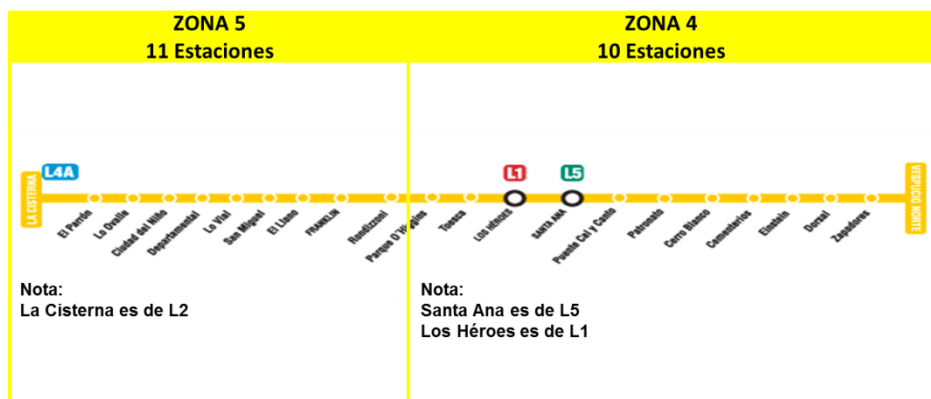 ZONA 5
11 Estaciones
ZONA 4
10 Estaciones
L4A
L1
L5
LA CISTERNA
El Parrón
Lo Ovalle
Ciudad del Niño
Departamental
Lo Vial
San Miguel
El Llano
FRANKLIN
Rondizzoni
Parque O'Higgins
Toesca
LOS HÉROES
SANTA ANA
Puente Cal y Canto
Patronato
Cerro Blanco
Cementerios
Einstein
Dorsal
Zapadores
VESPUCIO NORTE
Nota:
La Cisterna es de L2
Nota:
Santa Ana es de L5
Los Héroes es de L1